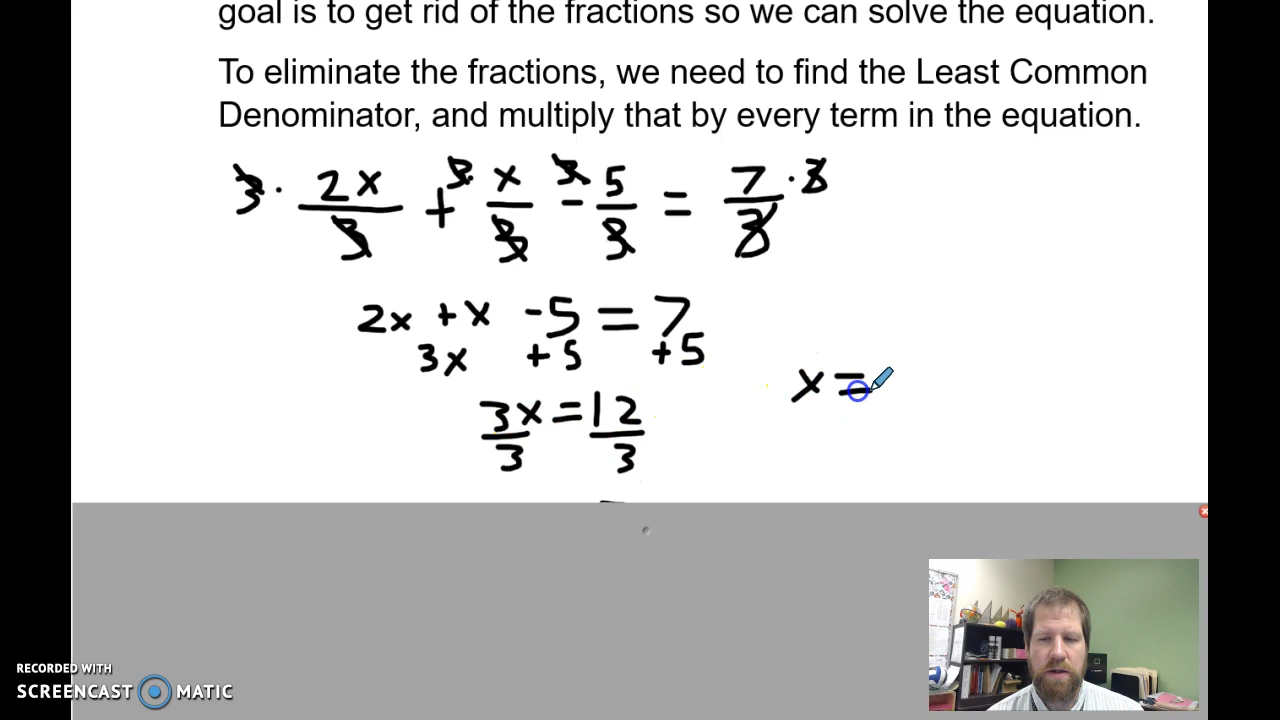 goal is to get rid of the fractions so we can solve the equation.
To eliminate the fractions, we need to find the Least Common
Denominator, and multiply that by every term in the equation.
3 · 2x/3 + 3 x/3 - 3 5/3 = 7/3 · 3
2x + x - 5 = 7
3x +5 +5
3x/3 = 12/3
x =
RECORDED WITH
SCREENCAST MATIC